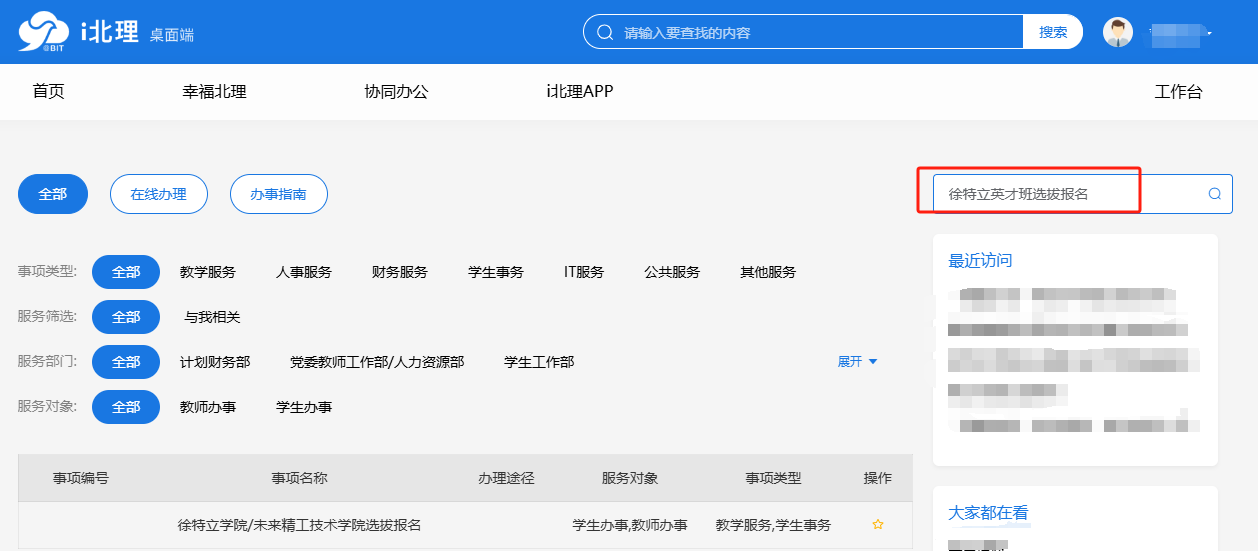 i北理 桌面端
@BIT
请输入要查找的内容
搜索
首页 幸福北理 协同办公 i北理APP 工作台
全部 在线办理 办事指南
徐特立英才班选拔报名
事项类型: 全部 教学服务 人事服务 财务服务 学生事务 IT服务 公共服务 其他服务
服务筛选: 全部 与我相关
服务部门: 全部 计划财务部 党委教师工作部/人力资源部 学生工作部 展开
服务对象: 全部 教师办事 学生办事
最近访问
事项编号 事项名称 办理途径 服务对象 事项类型 操作
徐特立学院/未来精工技术学院选拔报名 学生办事,教师办事 教学服务,学生事务
大家都在看